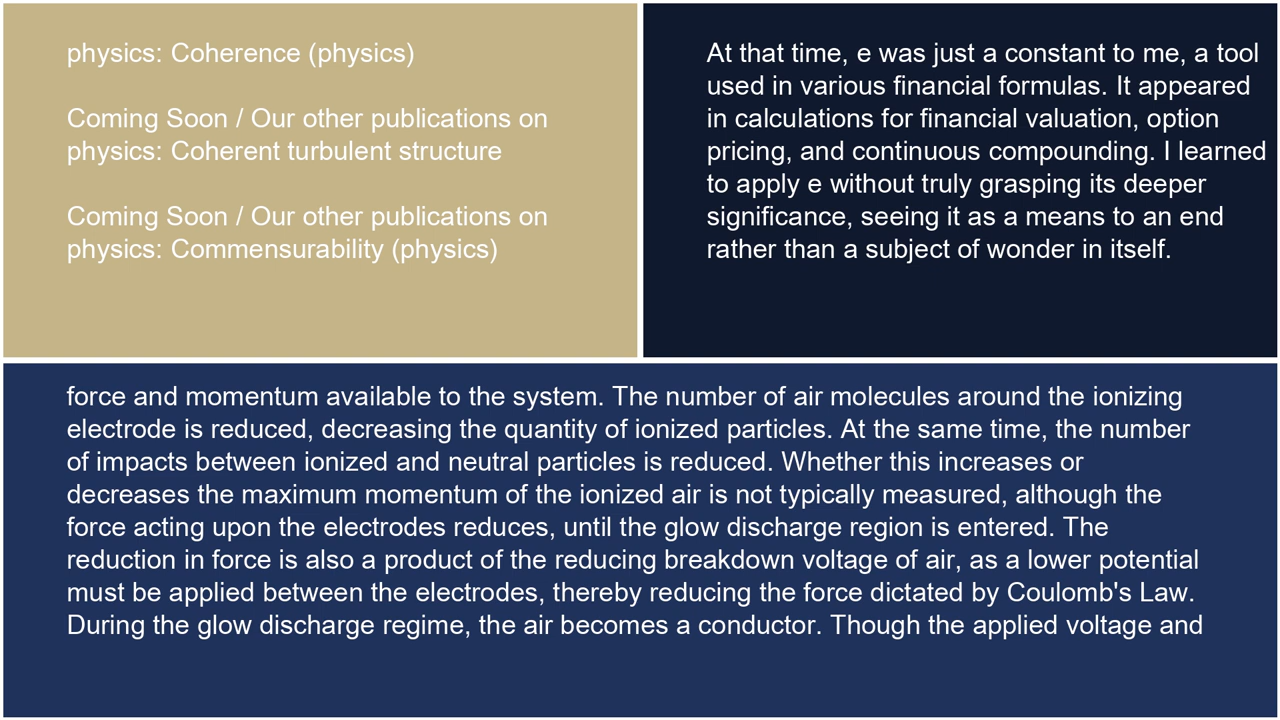 physics: Coherence (physics)
Coming Soon / Our other publications on
physics: Coherent turbulent structure
Coming Soon / Our other publications on
physics: Commensurability (physics)
At that time, e was just a constant to me, a tool
used in various financial formulas. It appeared
in calculations for financial valuation, option
pricing, and continuous compounding. I learned
to apply e without truly grasping its deeper
significance, seeing it as a means to an end
rather than a subject of wonder in itself.
force and momentum available to the system. The number of air molecules around the ionizing
electrode is reduced, decreasing the quantity of ionized particles. At the same time, the number
of impacts between ionized and neutral particles is reduced. Whether this increases or
decreases the maximum momentum of the ionized air is not typically measured, although the
force acting upon the electrodes reduces, until the glow discharge region is entered. The
reduction in force is also a product of the reducing breakdown voltage of air, as a lower potential
must be applied between the electrodes, thereby reducing the force dictated by Coulomb's Law.
During the glow discharge regime, the air becomes a conductor. Though the applied voltage and